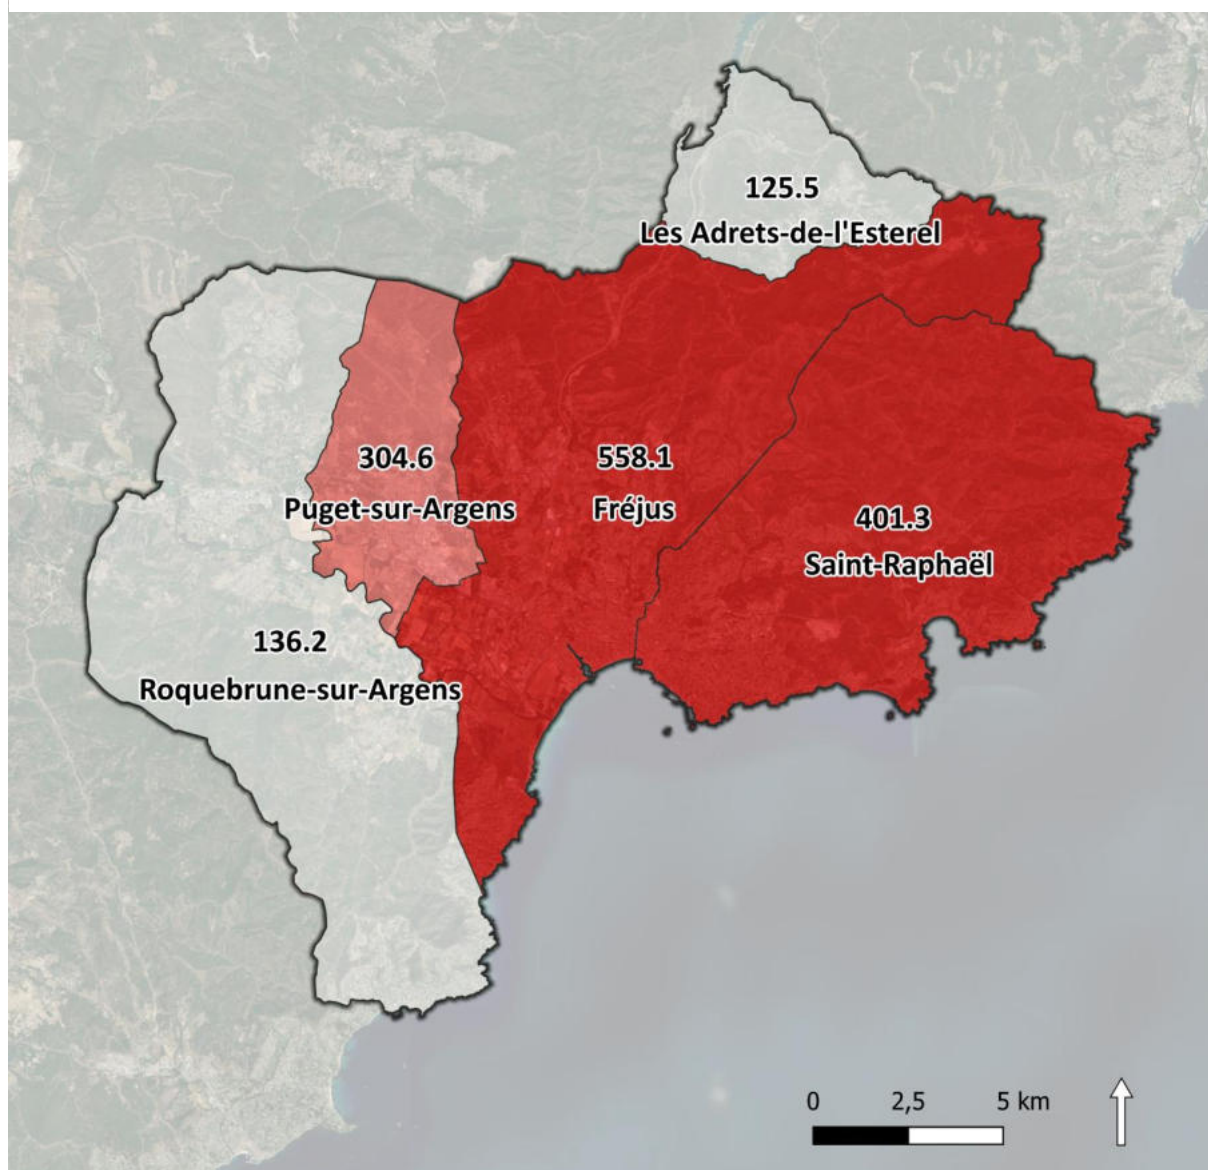 125.5
Les Adrets-de-l'Esterel
304.6
Puget-sur-Argens
558.1
Fréjus
401.3
Saint-Raphaël
136.2
Roquebrune-sur-Argens
0 2,5 5 km